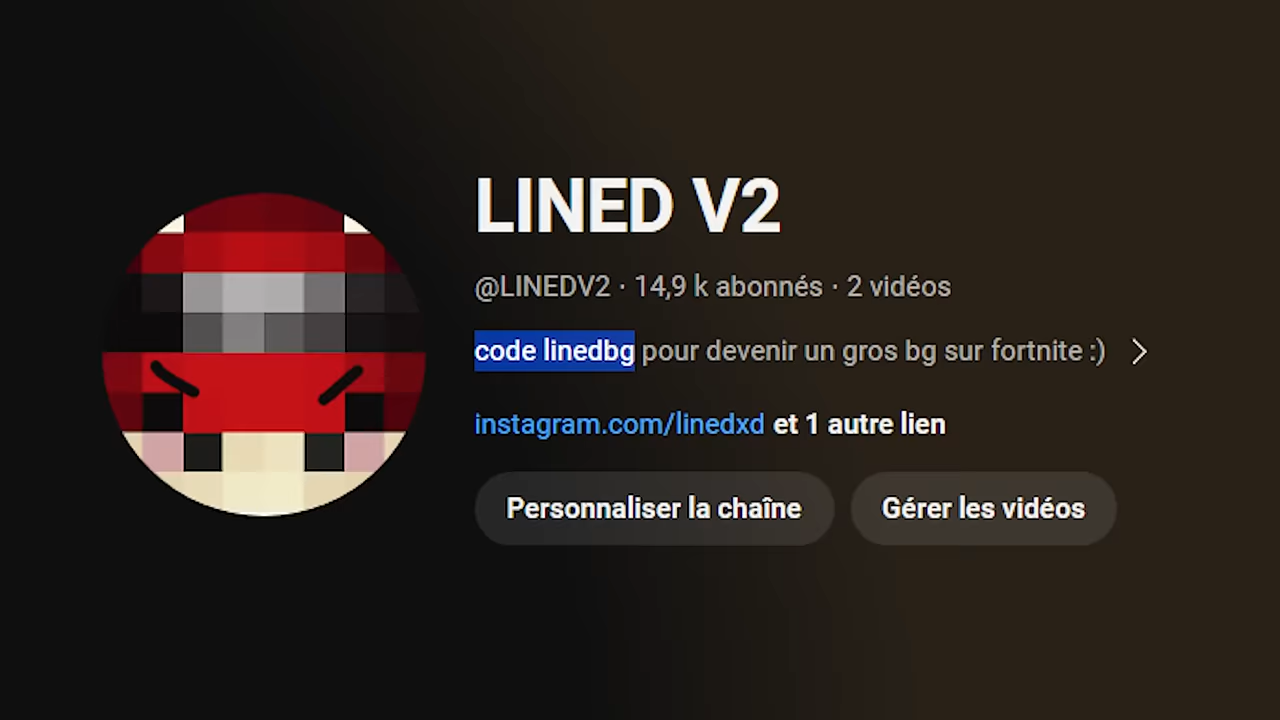 LINED V2
@LINEDV2 · 14,9 k abonnés · 2 vidéos
code linedbg pour devenir un gros bg sur fortnite :)
instagram.com/linedxd et 1 autre lien
Personnaliser la chaîne Gérer les vidéos